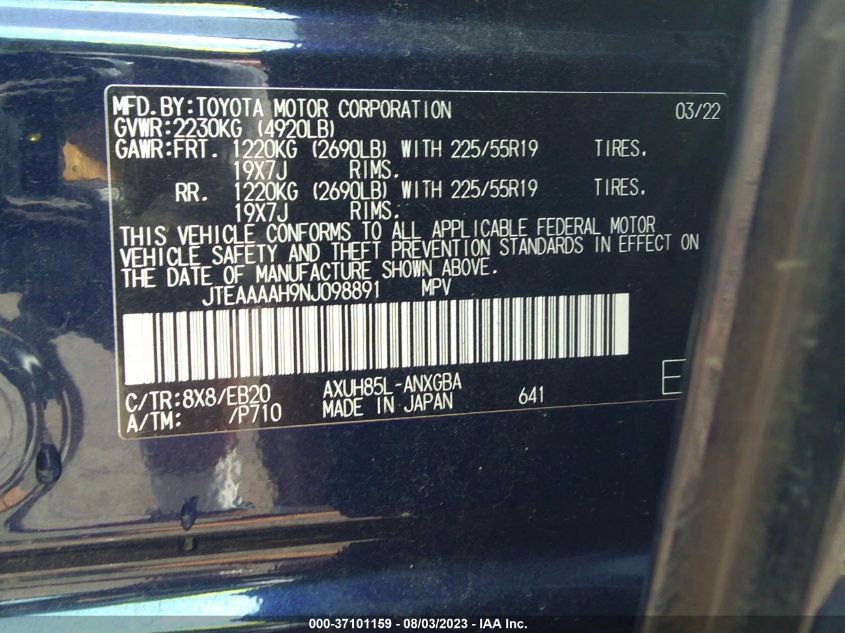 MFD.BY:TOYOTA MOTOR CORPORATION 03/22
GVWR:2230KG (4920LB)
GAWR:FRT. 1220KG (2690LB) WITH 225/55R19 TIRES.
19X7J RIMS.
RR. 1220KG (2690LB) WITH 225/55R19 TIRES.
19X7J RIMS.
THIS VEHICLE CONFORMS TO ALL APPLICABLE FEDERAL MOTOR
VEHICLE SAFETY AND THEFT PREVENTION STANDARDS IN EFFECT ON
THE DATE OF MANUFACTURE SHOWN ABOVE.
JTEAAAAH9NJ098891 MPV
C/TR:8X8/EB20 AXUH85L-ANXGBA
A/TM: /P710 MADE IN JAPAN 641
E
000-37101159 - 08/03/2023 - IAA Inc.